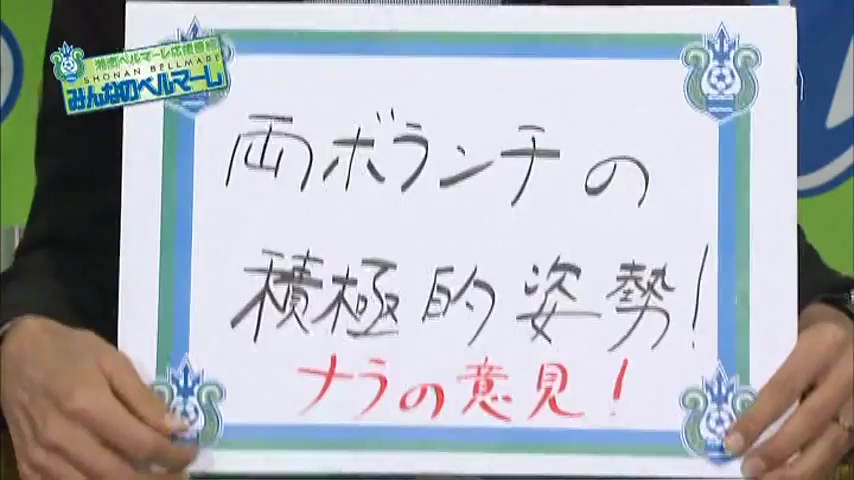 湘南ベルマーレ応援番組
SHONAN BELLMARE
みんなのベルマーレ
両ボランチの
積極的姿勢!
ナラの意見!